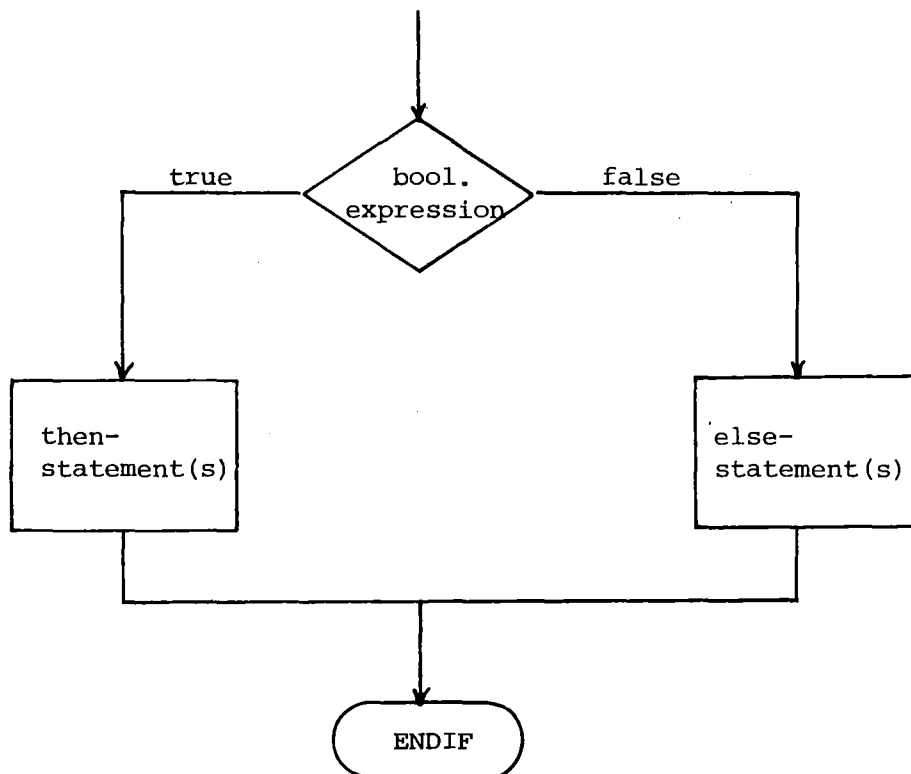 true
bool.
expression
false
then-
statement(s)
else-
statement(s)
ENDIF